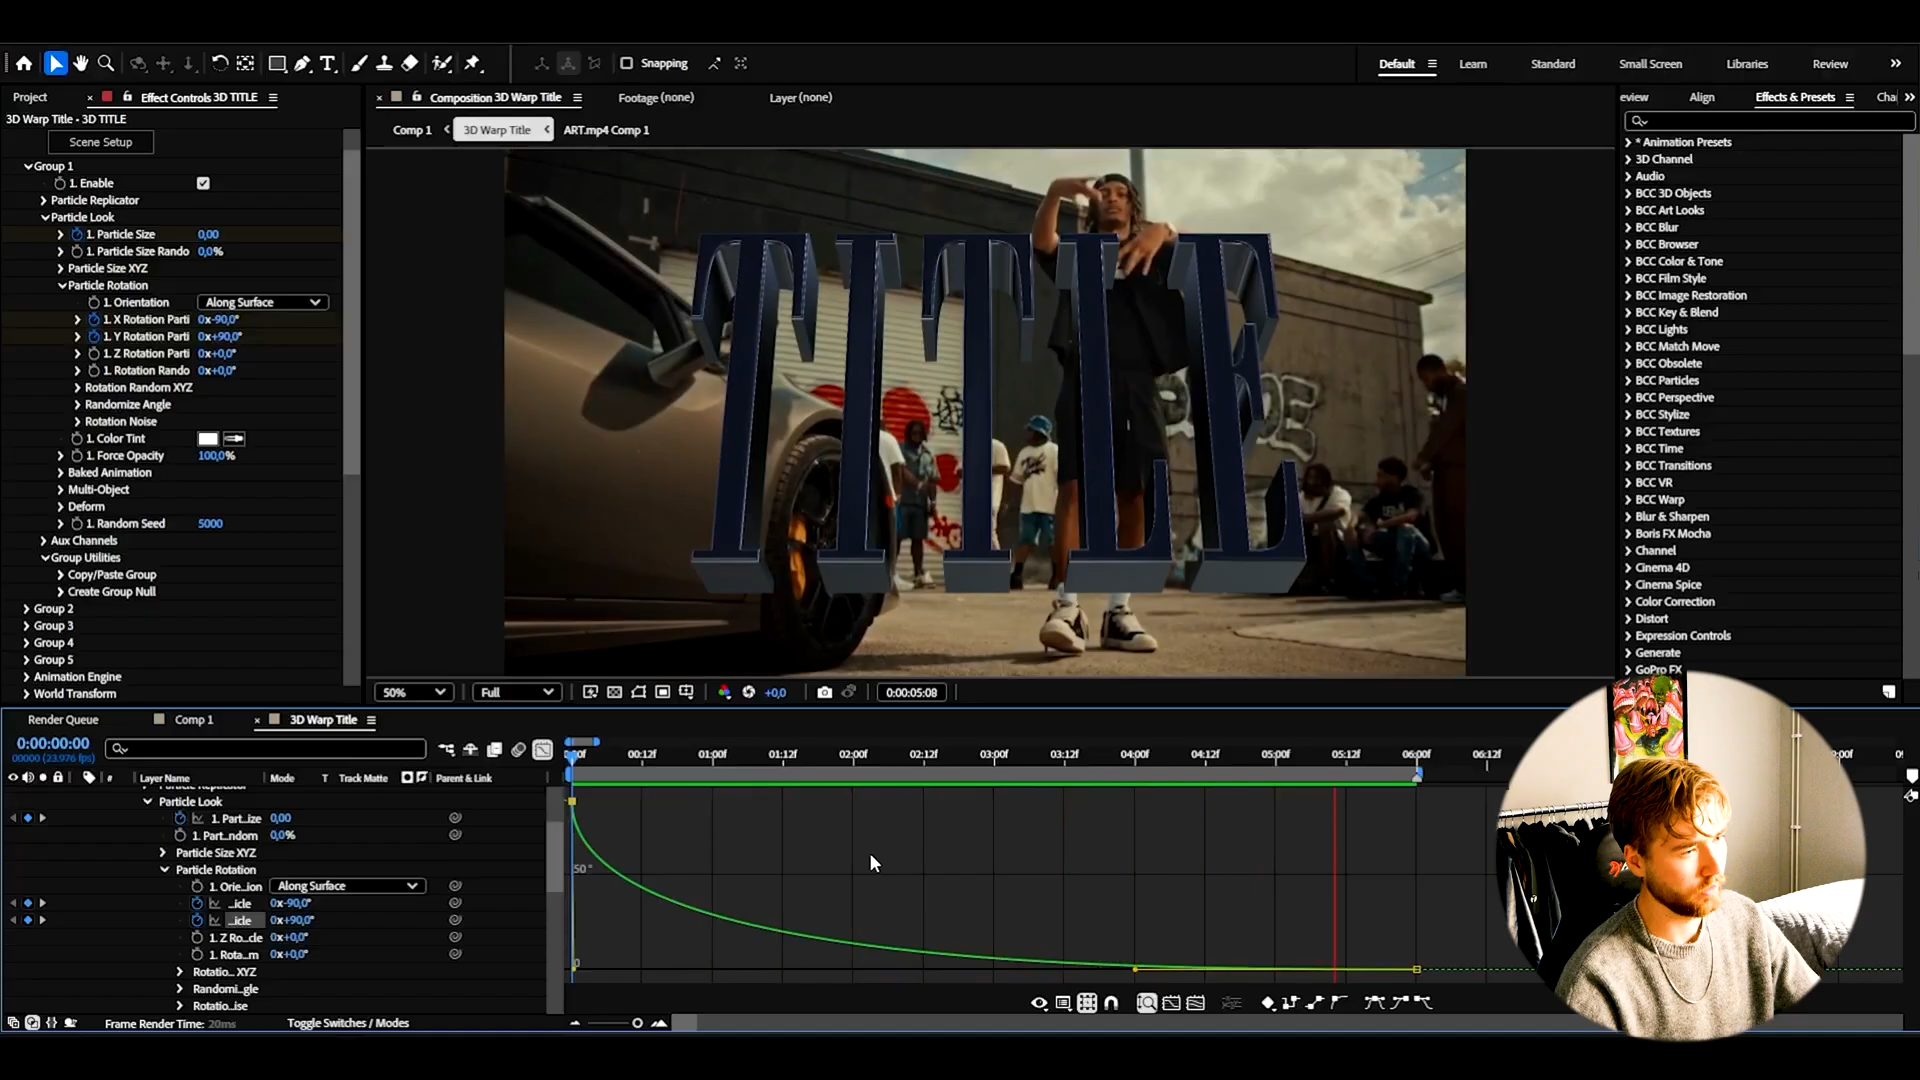 Snapping
Default
Learn
Standard
Small Screen
Libraries
Review
Project
Effect Controls 3D TITLE
Composition 3D Warp Title
Footage (none)
Layer (none)
eview
Align
Effects & Presets
Cha
3D Warp Title - 3D TITLE
Comp 1
3D Warp Title
ART.mp4 Comp 1
Scene Setup
Group 1
1. Enable
Particle Replicator
Particle Look
1. Particle Size 0,00
1. Particle Size Rando 0,0%
Particle Size XYZ
Particle Rotation
1. Orientation Along Surface
1. X Rotation Parti 0x-90,0°
1. Y Rotation Parti 0x+90,0°
1. Z Rotation Parti 0x+0,0°
1. Rotation Rando 0x+0,0°
Rotation Random XYZ
Randomize Angle
Rotation Noise
1. Color Tint
1. Force Opacity 100,0%
Baked Animation
Multi-Object
Deform
1. Random Seed 5000
Aux Channels
Group Utilities
Copy/Paste Group
Create Group Null
Group 2
Group 3
Group 4
Group 5
Animation Engine
World Transform
TITLE
* Animation Presets
3D Channel
Audio
BCC 3D Objects
BCC Art Looks
BCC Blur
BCC Browser
BCC Color & Tone
BCC Film Style
BCC Image Restoration
BCC Key & Blend
BCC Lights
BCC Match Move
BCC Obsolete
BCC Particles
BCC Perspective
BCC Stylize
BCC Textures
BCC Time
BCC Transitions
BCC VR
BCC Warp
Blur & Sharpen
Boris FX Mocha
Channel
Cinema 4D
Cinema Spice
Color Correction
Distort
Expression Controls
Generate
GoPro FX
50%
Full
+0,0
0:00:05:08
Render Queue
Comp 1
3D Warp Title
0:00:00:00
00000 (23.976 fps)
:00f 00:12f 01:00f 01:12f 02:00f 02:12f 03:00f 03:12f 04:00f 04:12f 05:00f 05:12f 06:00f 06:12f
# Layer Name Mode T Track Matte Parent & Link
Particle Replicator
Particle Look
1. Part...ize 0,00
1. Part...ndom 0,0%
Particle Size XYZ
Particle Rotation
1. Orie...ion Along Surface
...icle 0x-90,0°
...icle 0x+90,0°
1. Z Ro...cle 0x+0,0°
1. Rota...m 0x+0,0°
Rotatio... XYZ
Randomi...gle
Rotatio...ise
50°
0
Frame Render Time: 20ms
Toggle Switches / Modes